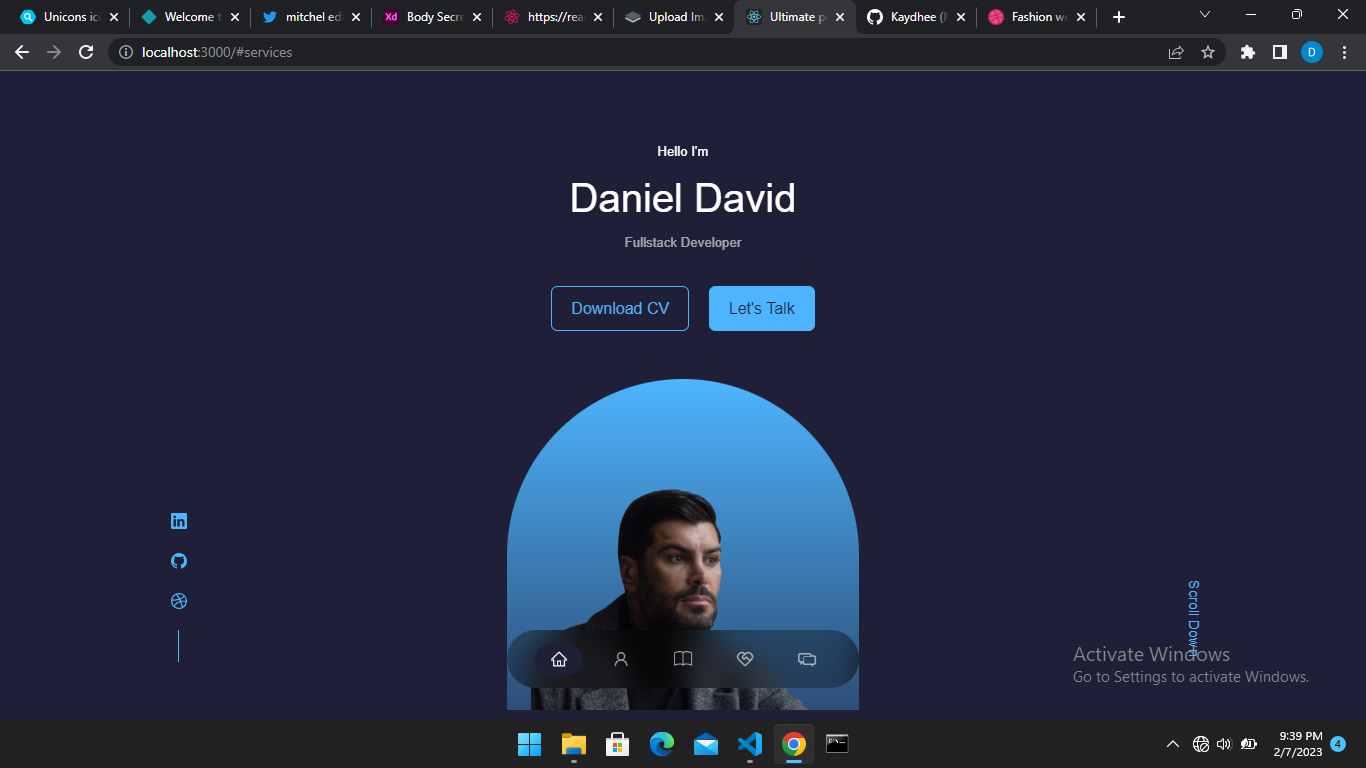 Unicons ic
Welcome t
mitchel ed
Xd
Body Secre
https://rea
Upload Im
Ultimate p
Kaydhee (
Fashion we
localhost:3000/#services
D
Hello I'm
Daniel David
Fullstack Developer
Download CV
Let's Talk
in
Scroll Down
Activate Windows
Go to Settings to activate Windows.
9:39 PM
2/7/2023
4